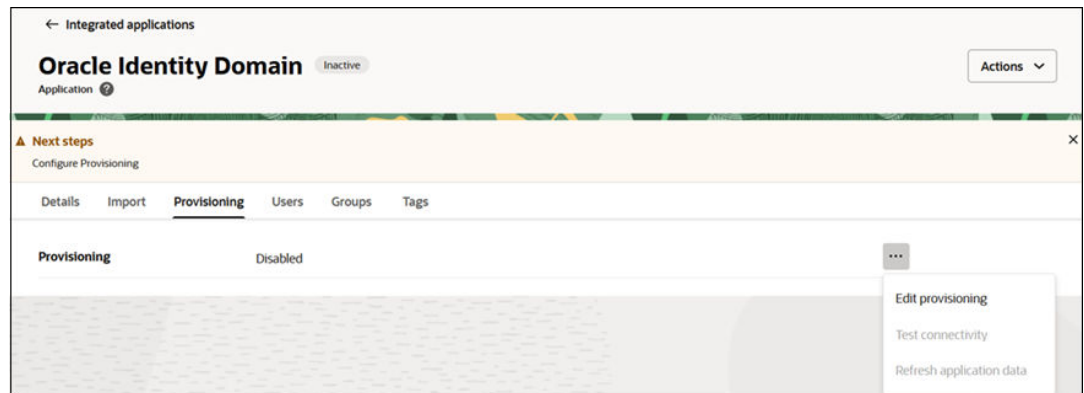 ← Integrated applications
Oracle Identity Domain Inactive
Actions
Application ?
Next steps
×
Configure Provisioning
Details Import Provisioning Users Groups Tags
Provisioning Disabled ...
Edit provisioning
Test connectivity
Refresh application data